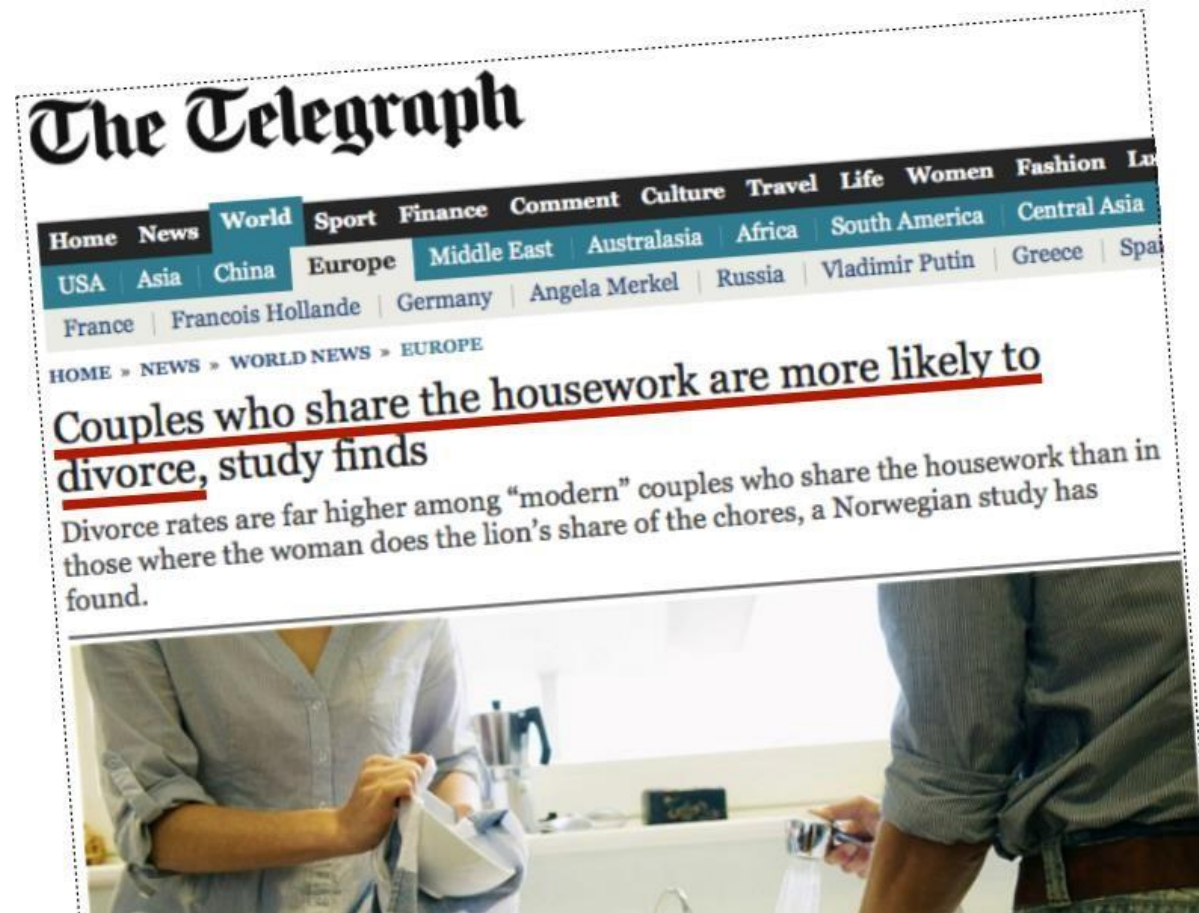 The Telegraph
Home News World Sport Finance Comment Culture Travel Life Women Fashion
USA Asia China Europe Middle East Australasia Africa South America Central Asia
France Francois Hollande Germany Angela Merkel Russia Vladimir Putin Greece
HOME » NEWS » WORLD NEWS » EUROPE
Couples who share the housework are more likely to
divorce, study finds
Divorce rates are far higher among “modern” couples who share the housework than in
those where the woman does the lion’s share of the chores, a Norwegian study has
found.